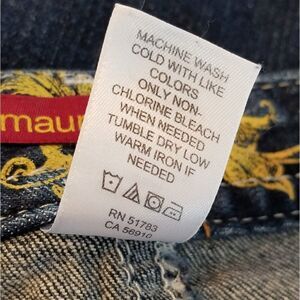 MACHINE WASH
COLD WITH LIKE
COLORS
ONLY NON-
CHLORINE BLEACH
WHEN NEEDED
TUMBLE DRY LOW
WARM IRON IF
NEEDED
RN 51783
CA 56910
maur